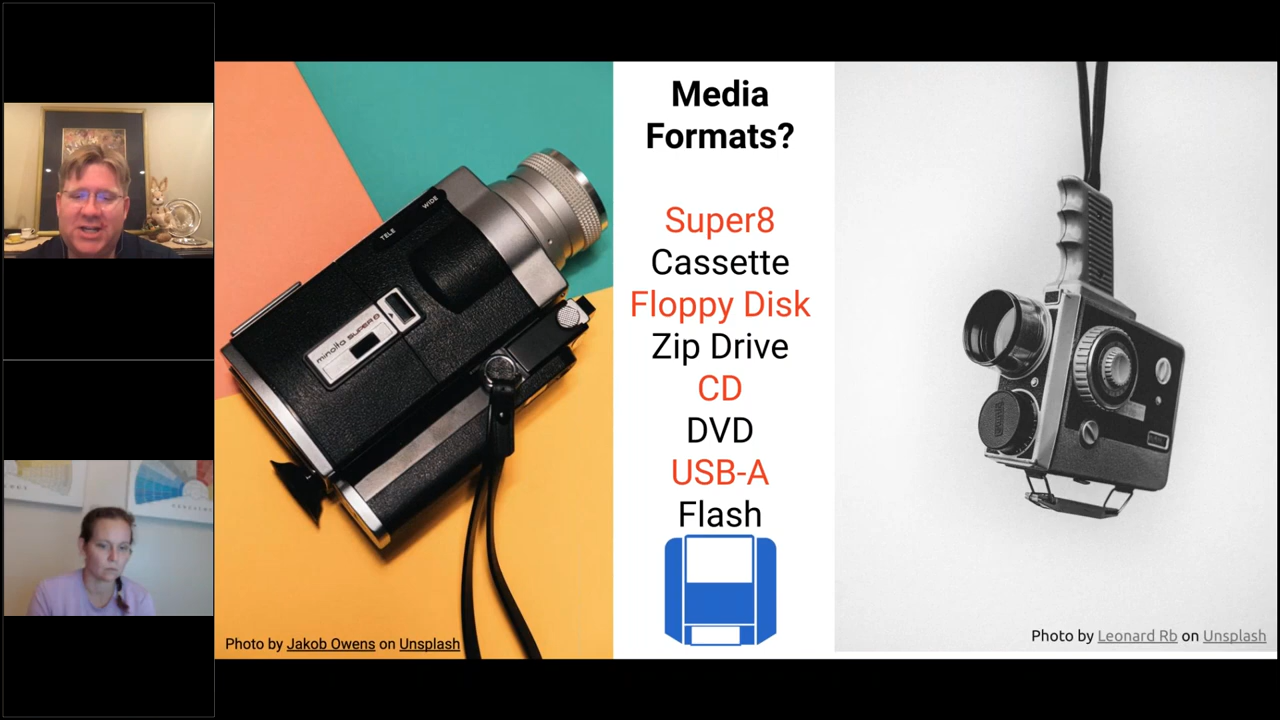 Media
Formats?
Super8
Cassette
Floppy Disk
Zip Drive
CD
DVD
USB-A
Flash
WIDE
TELE
minolta SUPER 8
Photo by Jakob Owens on Unsplash
Photo by Leonard Rb on Unsplash